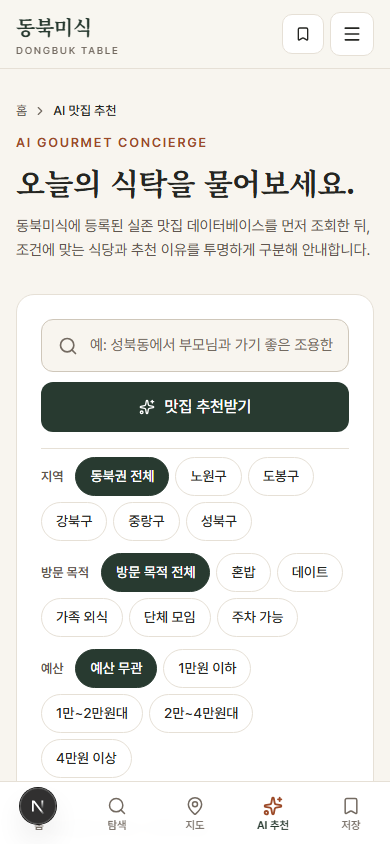 동북미식
DONGBUK TABLE
홈 > AI 맛집 추천
AI GOURMET CONCIERGE
오늘의 식탁을 물어보세요.
동북미식에 등록된 실존 맛집 데이터베이스를 먼저 조회한 뒤,
조건에 맞는 식당과 추천 이유를 투명하게 구분해 안내합니다.
예: 성북동에서 부모님과 가기 좋은 조용한
맛집 추천받기
지역 동북권 전체 노원구 도봉구
강북구 중랑구 성북구
방문 목적 방문 목적 전체 혼밥 데이트
가족 외식 단체 모임 주차 가능
예산 예산 무관 1만원 이하
1만~2만원대 2만~4만원대
4만원 이상
N
홈 탐색 지도 AI 추천 저장